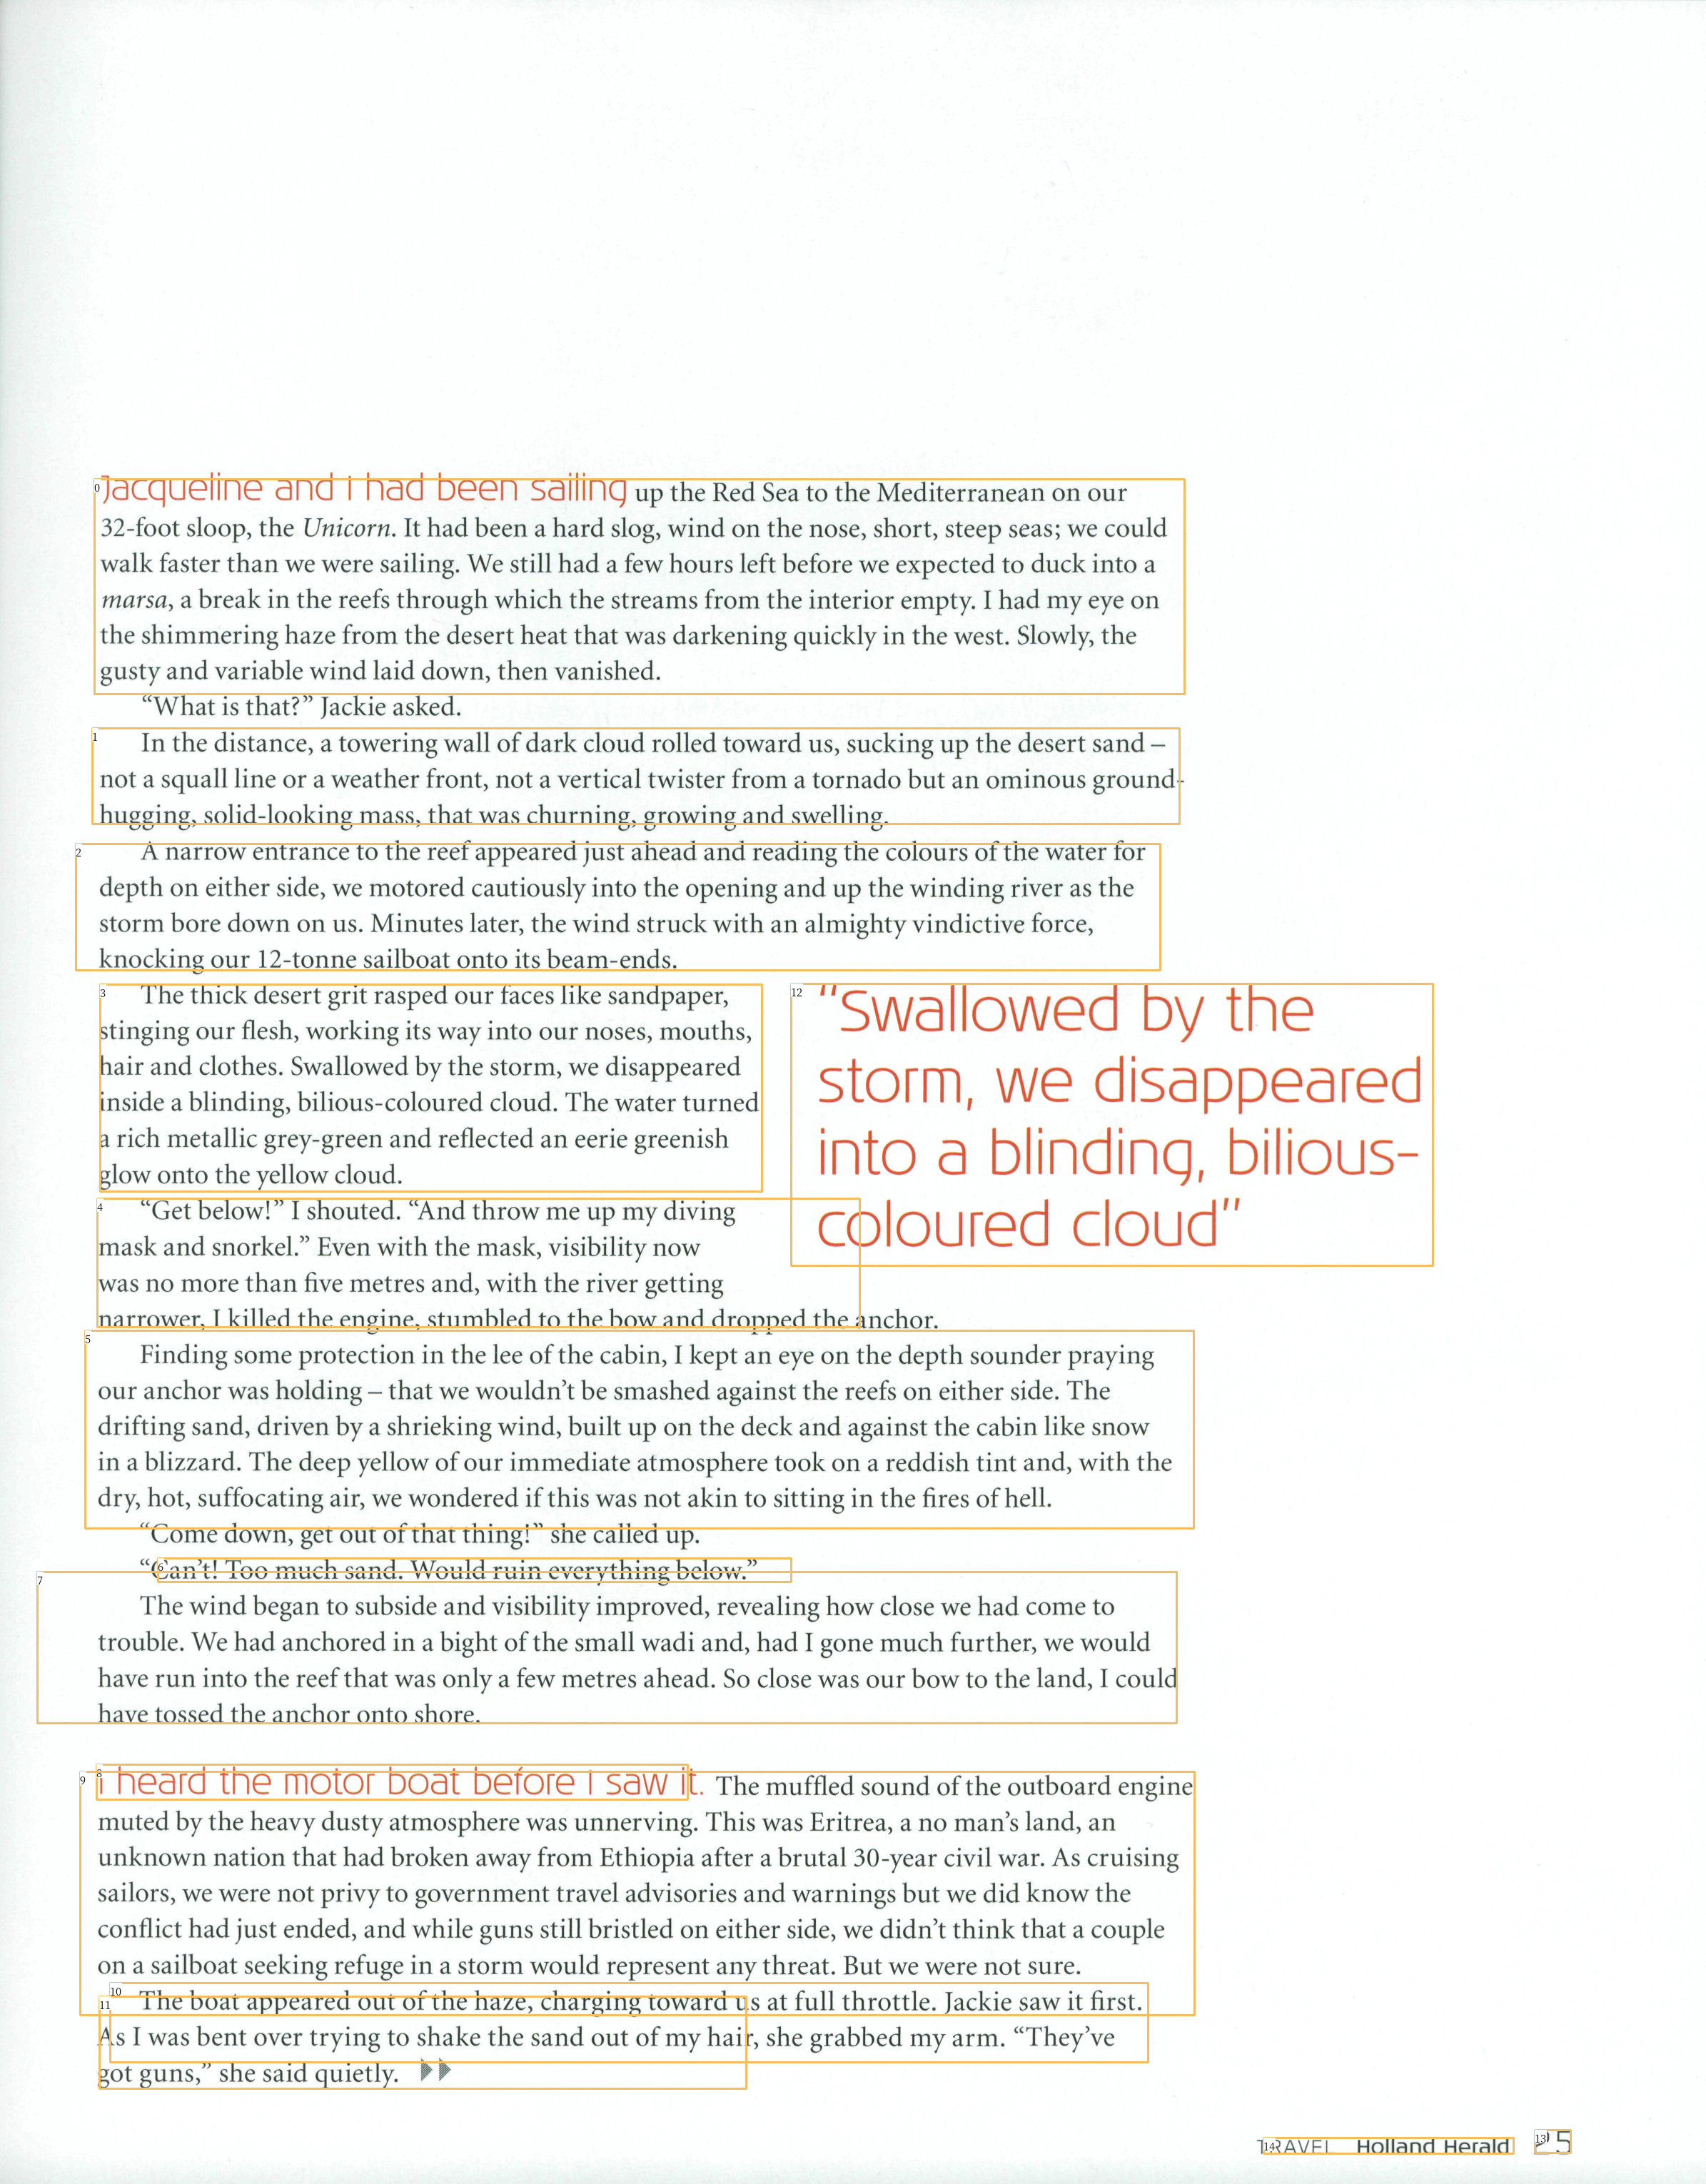 Jacqueline and I had been sailing up the Red Sea to the Mediterranean on our
32-foot sloop, the Unicorn. It had been a hard slog, wind on the nose, short, steep seas; we could
walk faster than we were sailing. We still had a few hours left before we expected to duck into a
marsa, a break in the reefs through which the streams from the interior empty. I had my eye on
the shimmering haze from the desert heat that was darkening quickly in the west. Slowly, the
gusty and variable wind laid down, then vanished.
“What is that?” Jackie asked.
In the distance, a towering wall of dark cloud rolled toward us, sucking up the desert sand –
not a squall line or a weather front, not a vertical twister from a tornado but an ominous ground-
hugging, solid-looking mass, that was churning, growing and swelling.
A narrow entrance to the reef appeared just ahead and reading the colours of the water for
depth on either side, we motored cautiously into the opening and up the winding river as the
storm bore down on us. Minutes later, the wind struck with an almighty vindictive force,
knocking our 12-tonne sailboat onto its beam-ends.
The thick desert grit rasped our faces like sandpaper,
stinging our flesh, working its way into our noses, mouths,
hair and clothes. Swallowed by the storm, we disappeared
inside a blinding, bilious-coloured cloud. The water turned
a rich metallic grey-green and reflected an eerie greenish
glow onto the yellow cloud.
“Get below!” I shouted. “And throw me up my diving
mask and snorkel.” Even with the mask, visibility now
was no more than five metres and, with the river getting
narrower, I killed the engine, stumbled to the bow and dropped the anchor.
“Swallowed by the
storm, we disappeared
into a blinding, bilious-
coloured cloud”
Finding some protection in the lee of the cabin, I kept an eye on the depth sounder praying
our anchor was holding – that we wouldn’t be smashed against the reefs on either side. The
drifting sand, driven by a shrieking wind, built up on the deck and against the cabin like snow
in a blizzard. The deep yellow of our immediate atmosphere took on a reddish tint and, with the
dry, hot, suffocating air, we wondered if this was not akin to sitting in the fires of hell.
“Come down, get out of that thing!” she called up.
“Can’t! Too much sand. Would ruin everything below.”
The wind began to subside and visibility improved, revealing how close we had come to
trouble. We had anchored in a bight of the small wadi and, had I gone much further, we would
have run into the reef that was only a few metres ahead. So close was our bow to the land, I could
have tossed the anchor onto shore.
I heard the motor boat before I saw it. The muffled sound of the outboard engine
muted by the heavy dusty atmosphere was unnerving. This was Eritrea, a no man’s land, an
unknown nation that had broken away from Ethiopia after a brutal 30-year civil war. As cruising
sailors, we were not privy to government travel advisories and warnings but we did know the
conflict had just ended, and while guns still bristled on either side, we didn’t think that a couple
on a sailboat seeking refuge in a storm would represent any threat. But we were not sure.
The boat appeared out of the haze, charging toward us at full throttle. Jackie saw it first.
As I was bent over trying to shake the sand out of my hair, she grabbed my arm. “They’ve
got guns,” she said quietly.
TRAVEL Holland Herald 25